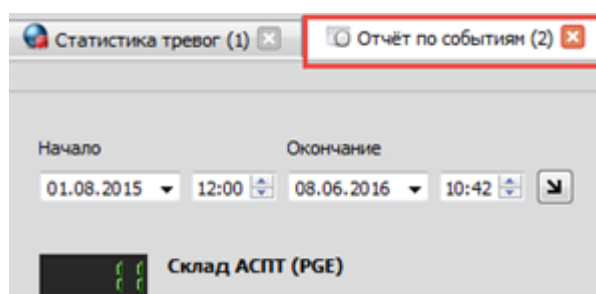 Статистика тревог (1) Отчёт по событиям (2)
Начало Окончание
01.08.2015 12:00 08.06.2016 10:42
Склад АСПТ (PGE)